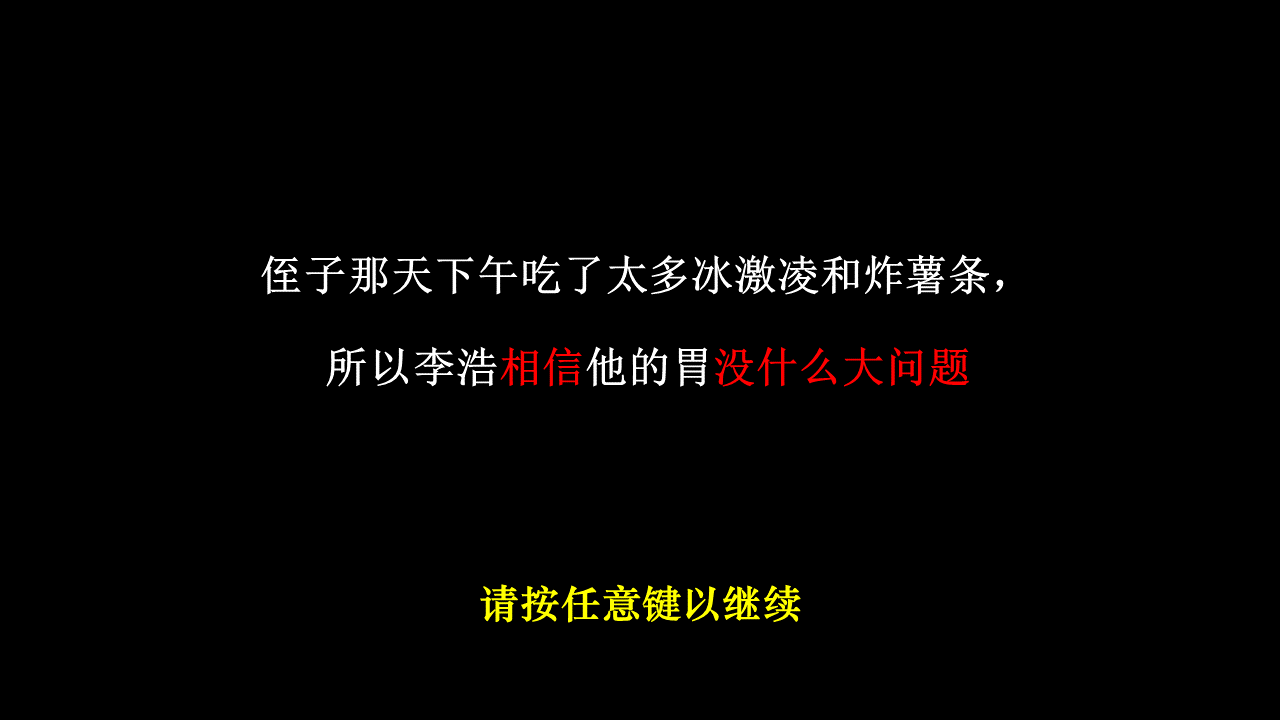 侄子那天下午吃了太多冰激凌和炸薯条，
所以李浩相信他的胃没什么大问题
请按任意键以继续